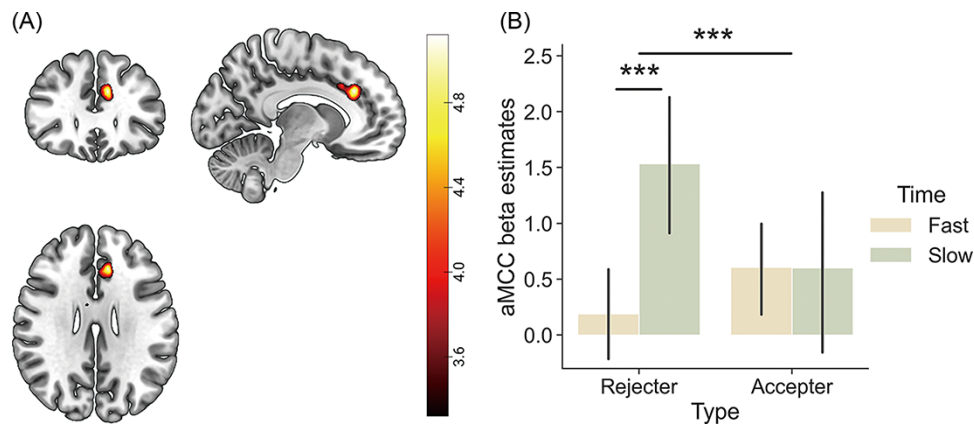 (A)
4.8
4.4
4.0
3.6
(B)
***
***
2.5
2.0
1.5
1.0
0.5
0.0
aMCC beta estimates
Rejecter Accepter
Type
Time
Fast
Slow